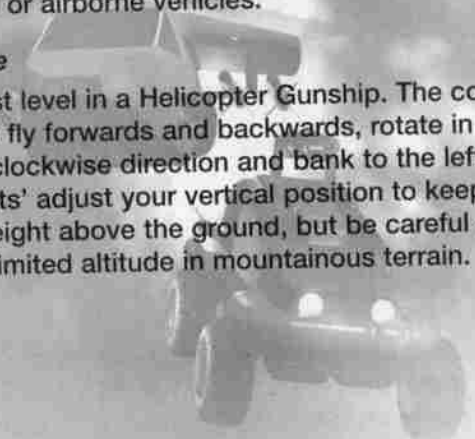 or airborne vehicles.
e
st level in a Helicopter Gunship. The co
fly forwards and backwards, rotate in
clockwise direction and bank to the lef
ts' adjust your vertical position to keep
eight above the ground, but be careful
imited altitude in mountainous terrain.